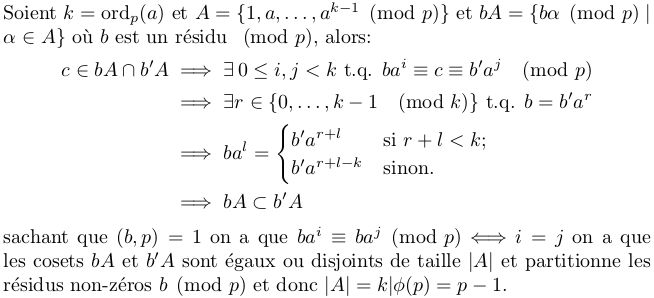 Soient k = ord_p(a) et A = {1, a, . . . , a^{k−1} (mod p)} et bA = {bα (mod p) |
α ∈ A} où b est un résidu (mod p), alors:
c ∈ bA ∩ b′A ⟹ ∃ 0 ≤ i, j < k t.q. ba^i ≡ c ≡ b′a^j (mod p)
⟹ ∃r ∈ {0, . . . , k − 1 (mod k)} t.q. b = b′a^r
⟹ ba^l = { b′a^{r+l} si r + l < k;
b′a^{r+l−k} sinon.
⟹ bA ⊂ b′A
sachant que (b, p) = 1 on a que ba^i ≡ ba^j (mod p) ⟺ i = j on a que
les cosets bA et b′A sont égaux ou disjoints de taille |A| et partitionne les
résidus non-zéros b (mod p) et donc |A| = k|ϕ(p) = p − 1.